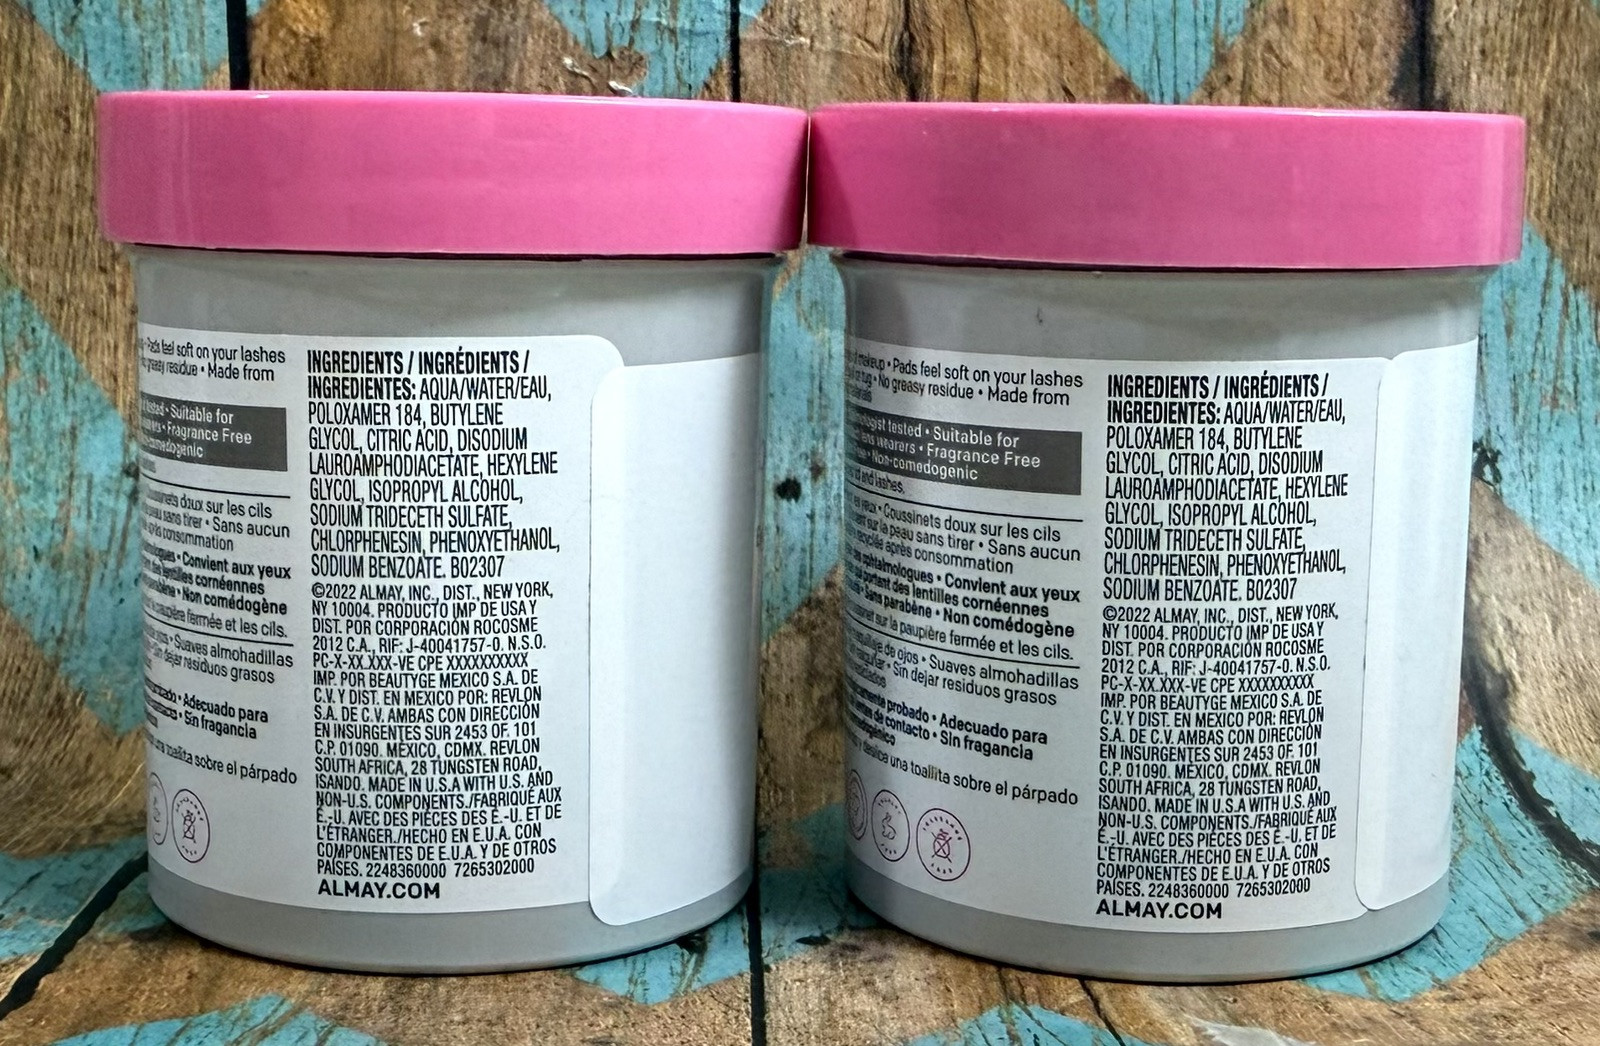 Pads feel soft on your lashes
greasy residue • Made from
tested • Suitable for
• Fragrance Free
doux sur les cils
sans tirer • Sans aucun
après consommation
• Convient aux yeux
lentilles cornéennes
• Non comédogène
paupière fermée et les cils.
• Suaves almohadillas
Sin dejar residuos grasos
probado • Adecuado para
• Sin fragancia
una toallita sobre el párpado
INGREDIENTS / INGRÉDIENTS /
INGREDIENTES: AQUA/WATER/EAU,
POLOXAMER 184, BUTYLENE
GLYCOL, CITRIC ACID, DISODIUM
LAUROAMPHODIACETATE, HEXYLENE
GLYCOL, ISOPROPYL ALCOHOL,
SODIUM TRIDECETH SULFATE,
CHLORPHENESIN, PHENOXYETHANOL,
SODIUM BENZOATE. B02307
©2022 ALMAY, INC., DIST., NEW YORK,
NY 10004. PRODUCTO IMP DE USA Y
DIST. POR CORPORACIÓN ROCOSME
2012 C.A., RIF: J-40041757-0. N.S.O.
PC-X-XX.XXX-VE CPE XXXXXXXXXX
IMP. POR BEAUTYGE MEXICO S.A. DE
C.V. Y DIST. EN MEXICO POR: REVLON
S.A. DE C.V. AMBAS CON DIRECCIÓN
EN INSURGENTES SUR 2453 OF. 101
C.P. 01090. MÉXICO, CDMX. REVLON
SOUTH AFRICA, 28 TUNGSTEN ROAD,
ISANDO. MADE IN U.S.A WITH U.S. AND
NON-U.S. COMPONENTS./FABRIQUÉ AUX
É.-U. AVEC DES PIÈCES DES É.-U. ET DE
L'ÉTRANGER./HECHO EN E.U.A. CON
COMPONENTES DE E.U.A. Y DE OTROS
PAÍSES. 2248360000 7265302000
ALMAY.COM
makeup • Pads feel soft on your lashes
or tug • No greasy residue • Made from
tested • Suitable for
lens wearers • Fragrance Free
• Non-comedogenic
and lashes.
yeux • Coussinets doux sur les cils
sur la peau sans tirer • Sans aucun
recyclée après consommation
ophtalmologues • Convient aux yeux
portent des lentilles cornéennes
• Sans parabène • Non comédogène
sur la paupière fermée et les cils.
maquillaje de ojos • Suaves almohadillas
• Sin dejar residuos grasos
probado • Adecuado para
de contacto • Sin fragancia
deslice una toallita sobre el párpado
INGREDIENTS / INGRÉDIENTS /
INGREDIENTES: AQUA/WATER/EAU,
POLOXAMER 184, BUTYLENE
GLYCOL, CITRIC ACID, DISODIUM
LAUROAMPHODIACETATE, HEXYLENE
GLYCOL, ISOPROPYL ALCOHOL,
SODIUM TRIDECETH SULFATE,
CHLORPHENESIN, PHENOXYETHANOL,
SODIUM BENZOATE. B02307
©2022 ALMAY, INC., DIST., NEW YORK,
NY 10004. PRODUCTO IMP DE USA Y
DIST. POR CORPORACIÓN ROCOSME
2012 C.A., RIF: J-40041757-0. N.S.O.
PC-X-XX.XXX-VE CPE XXXXXXXXXX
IMP. POR BEAUTYGE MEXICO S.A. DE
C.V. Y DIST. EN MEXICO POR: REVLON
S.A. DE C.V. AMBAS CON DIRECCIÓN
EN INSURGENTES SUR 2453 OF. 101
C.P. 01090. MÉXICO, CDMX. REVLON
SOUTH AFRICA, 28 TUNGSTEN ROAD,
ISANDO. MADE IN U.S.A WITH U.S. AND
NON-U.S. COMPONENTS./FABRIQUÉ AUX
É.-U. AVEC DES PIÈCES DES É.-U. ET DE
L'ÉTRANGER./HECHO EN E.U.A. CON
COMPONENTES DE E.U.A. Y DE OTROS
PAÍSES. 2248360000 7265302000
ALMAY.COM